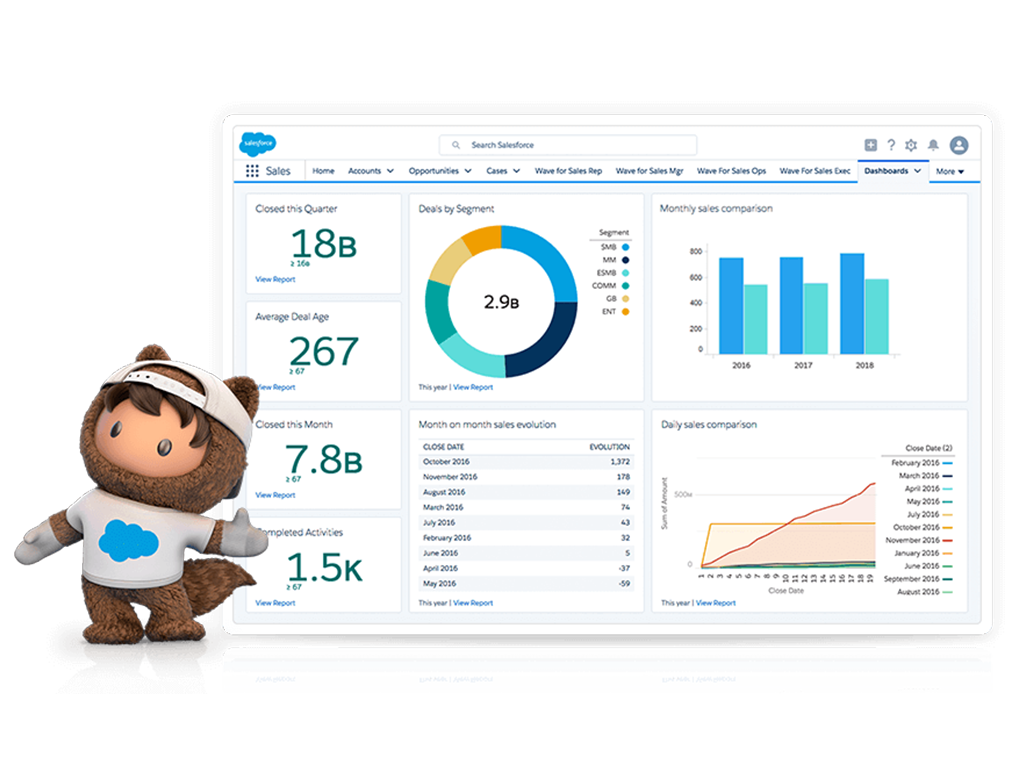 salesforce
Search Salesforce
Sales
Home
Accounts
Opportunities
Cases
Wave for Sales Rep
Wave for Sales Mgr
Wave For Sales Ops
Wave For Sales Exec
Dashboards
More
Closed this Quarter
18B
≥ 16B
View Report
Average Deal Age
267
≥ 67
View Report
Closed this Month
7.8B
≥ 67
View Report
Completed Activities
1.5K
≥ 67
View Report
Deals by Segment
2.9B
Segment
SMB
MM
ESMB
COMM
GB
ENT
This year | View Report
Monthly sales comparison
800
600
400
200
0
2016 2017 2018
Month on month sales evolution
CLOSE DATE EVOLUTION
October 2016 1,372
November 2016 178
August 2016 149
March 2016 74
July 2016 43
February 2016 32
June 2016 5
April 2016 -37
May 2016 -59
This year | View Report
Daily sales comparison
Sum of Amount
500M
0
1 2 3 4 5 6 7 8 9 10 11 12 13 14 15 16 17 18 19
Close Date
Close Date (2)
February 2016
March 2016
April 2016
May 2016
July 2016
October 2016
November 2016
January 2016
June 2016
September 2016
August 2016
This year | View Report